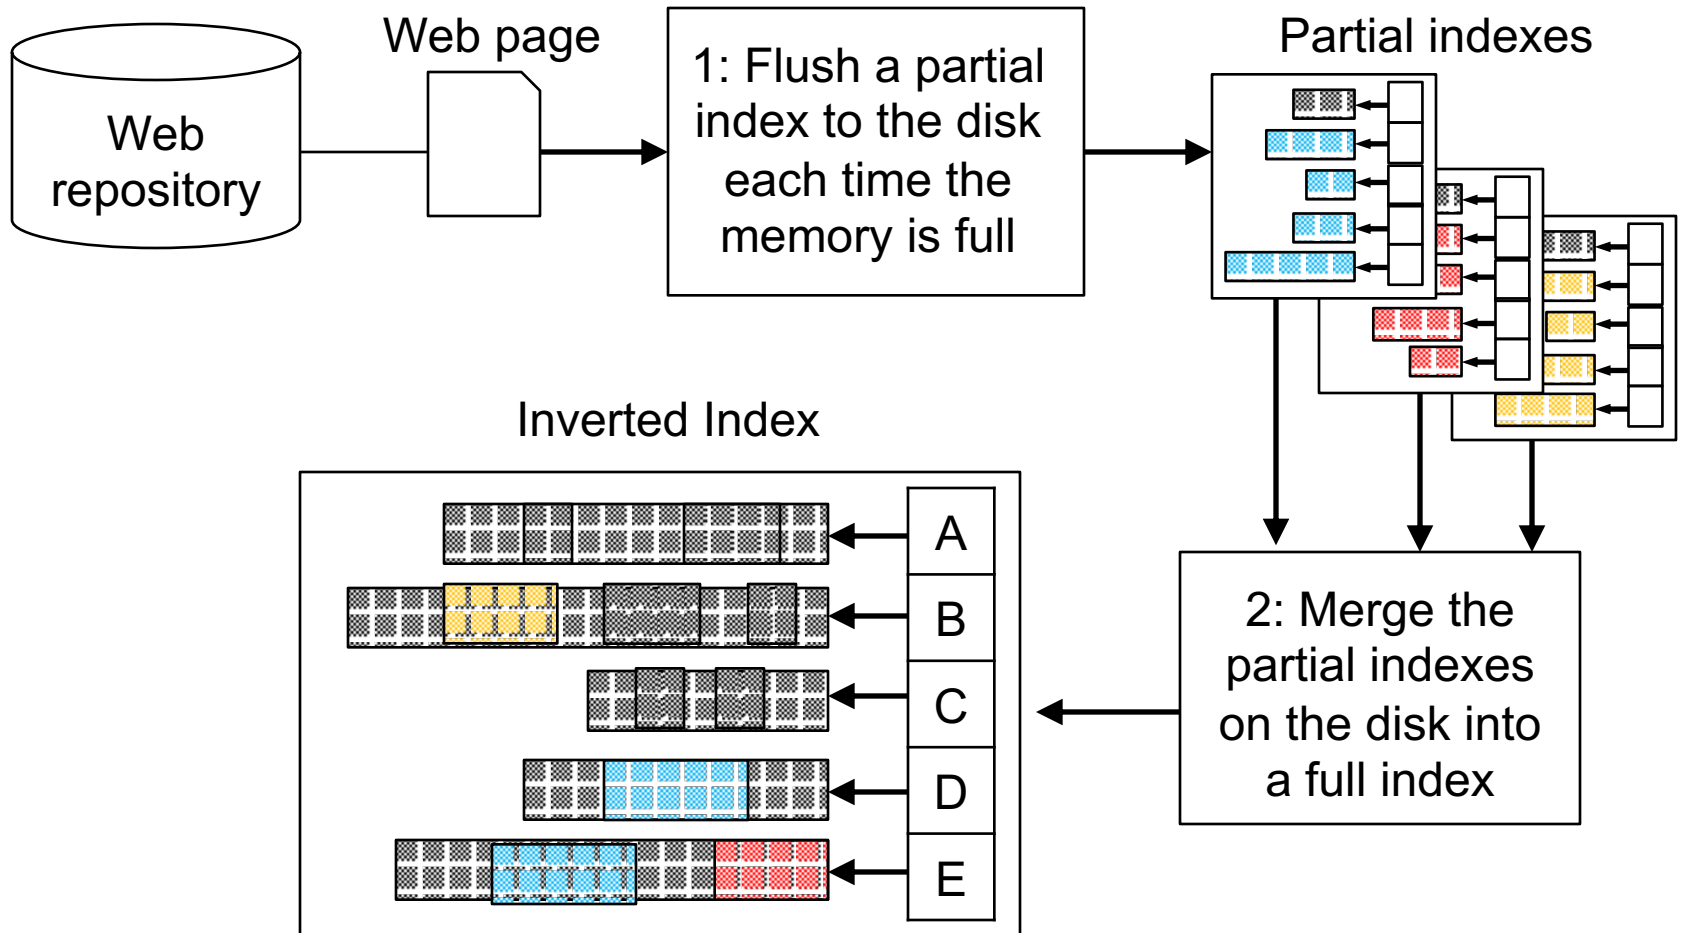 Web page
Partial indexes
Web
repository
1: Flush a partial
index to the disk
each time the
memory is full
Inverted Index
A
B
C
D
E
2: Merge the
partial indexes
on the disk into
a full index